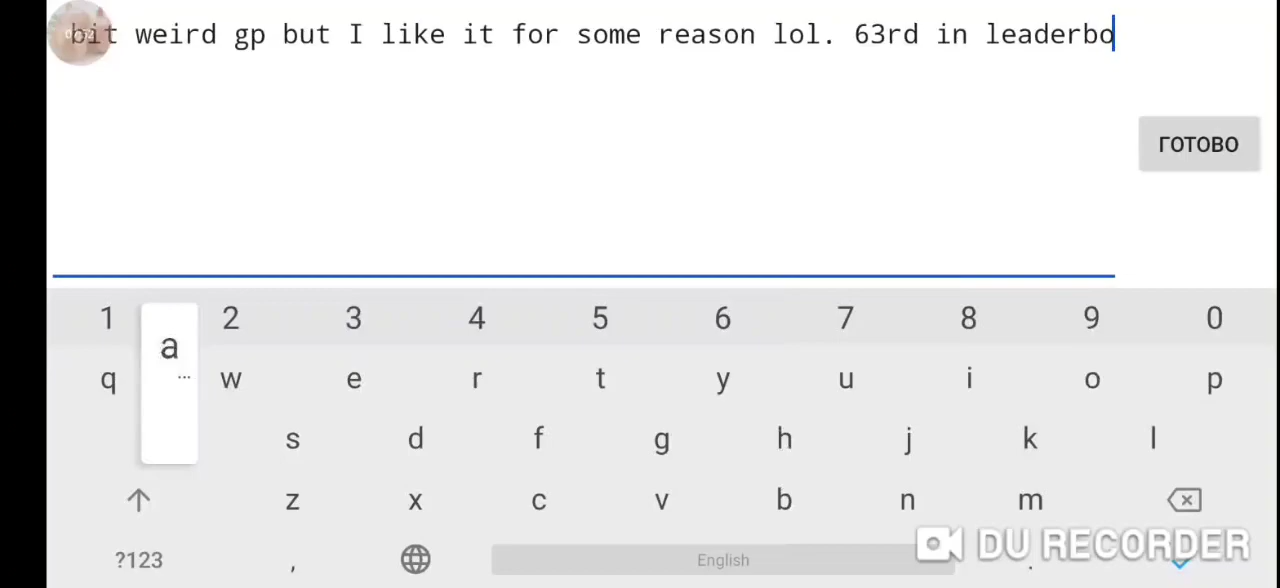 bit weird gp but I like it for some reason lol. 63rd in leaderbo
ГОТОВО
1 2 3 4 5 6 7 8 9 0
a
q w e r t y u i o p
s d f g h j k l
z x c v b n m
?123 , English .
DU RECORDER